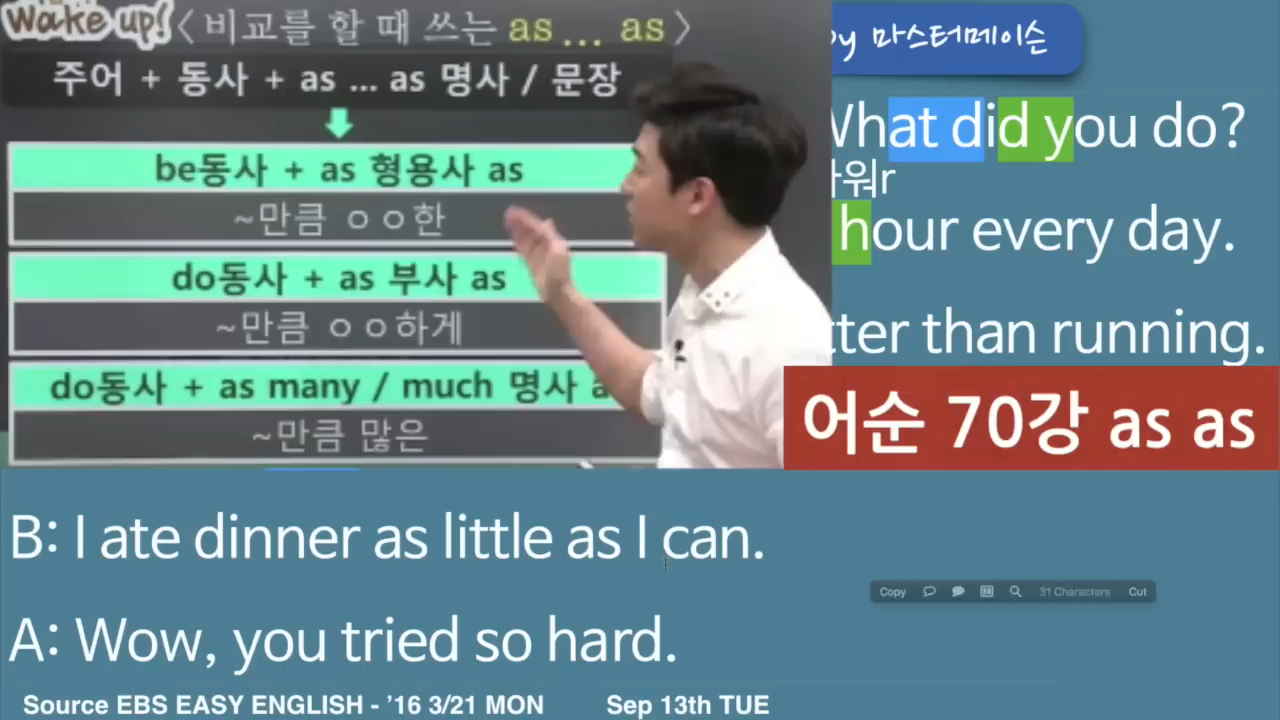 Wake up!
〈 비교를 할 때 쓰는 as ... as 〉
주어 + 동사 + as ... as 명사 / 문장
be동사 + as 형용사 as
~만큼 ㅇㅇ한
do동사 + as 부사 as
~만큼 ㅇㅇ하게
do동사 + as many / much 명사
~만큼 많은
by 마스터메이슨
What did you do?
워r
hour every day.
tter than running.
어순 70강 as as
B: I ate dinner as little as I can.
Copy 31 Characters Cut
A: Wow, you tried so hard.
Source EBS EASY ENGLISH - ’16 3/21 MON Sep 13th TUE